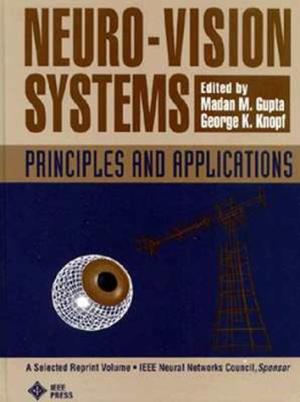 NEURO-VISION
SYSTEMS
Edited by
Madan M. Gupta
George K. Knopf
PRINCIPLES AND APPLICATIONS
A Selected Reprint Volume • IEEE Neural Networks Council, Sponsor
IEEE
PRESS